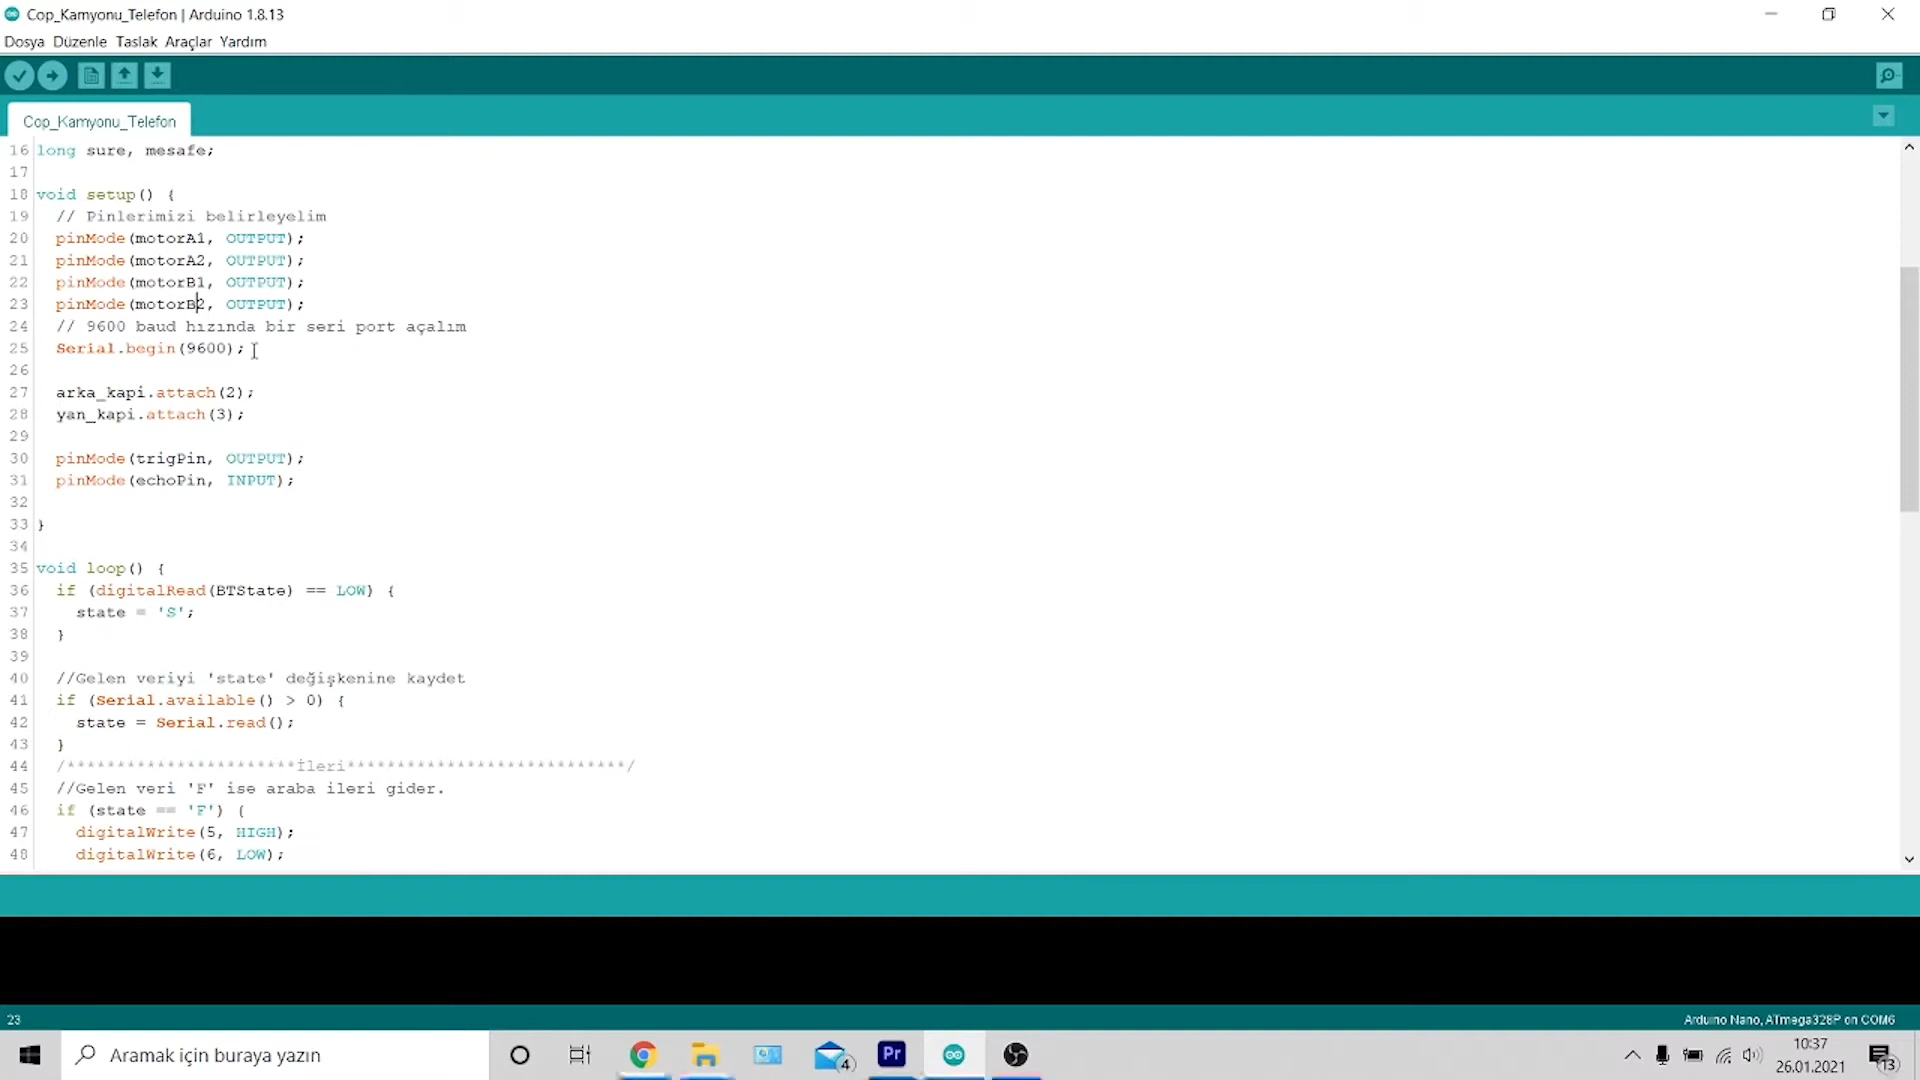 Cop_Kamyonu_Telefon | Arduino 1.8.13
Dosya Düzenle Taslak Araçlar Yardım
Cop_Kamyonu_Telefon
16 long sure, mesafe;
17
18 void setup() {
19 // Pinlerimizi belirleyelim
20 pinMode(motorA1, OUTPUT);
21 pinMode(motorA2, OUTPUT);
22 pinMode(motorB1, OUTPUT);
23 pinMode(motorB2, OUTPUT);
24 // 9600 baud hızında bir seri port açalım
25 Serial.begin(9600);
26
27 arka_kapi.attach(2);
28 yan_kapi.attach(3);
29
30 pinMode(trigPin, OUTPUT);
31 pinMode(echoPin, INPUT);
32
33 }
34
35 void loop() {
36 if (digitalRead(BTState) == LOW) {
37 state = 'S';
38 }
39
40 //Gelen veriyi 'state' değişkenine kaydet
41 if (Serial.available() > 0) {
42 state = Serial.read();
43 }
44 /***********************İleri****************************/
45 //Gelen veri 'F' ise araba ileri gider.
46 if (state == 'F') {
47 digitalWrite(5, HIGH);
48 digitalWrite(6, LOW);
23
Arduino Nano, ATmega328P on COM6
Aramak için buraya yazın
4
Pr
10:37
26.01.2021
13